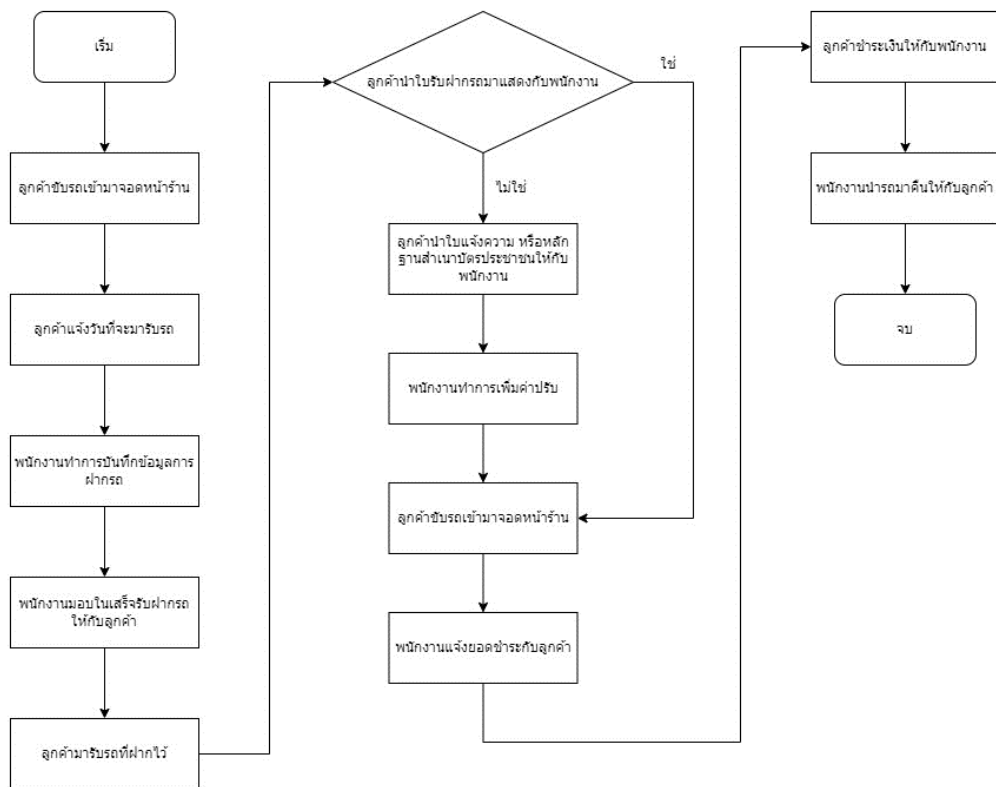 เริ่ม
ลูกค้าขับรถเข้ามาจอดหน้าร้าน
ลูกค้าแจ้งวันที่จะมารับรถ
พนักงานทำการบันทึกข้อมูลการ
ฝากรถ
พนักงานมอบในเสร็จรับฝากรถ
ให้กับลูกค้า
ลูกค้ามารับรถที่ฝากไว้
ลูกค้านำใบรับฝากรถมาแสดงกับพนักงาน
ใช่
ไม่ใช่
ลูกค้านำใบแจ้งความ หรือหลัก
ฐานสำเนาบัตรประชาชนให้กับ
พนักงาน
พนักงานทำการเพิ่มค่าปรับ
ลูกค้าขับรถเข้ามาจอดหน้าร้าน
พนักงานแจ้งยอดชำระกับลูกค้า
ลูกค้าชำระเงินให้กับพนักงาน
พนักงานนำรถมาคืนให้กับลูกค้า
จบ